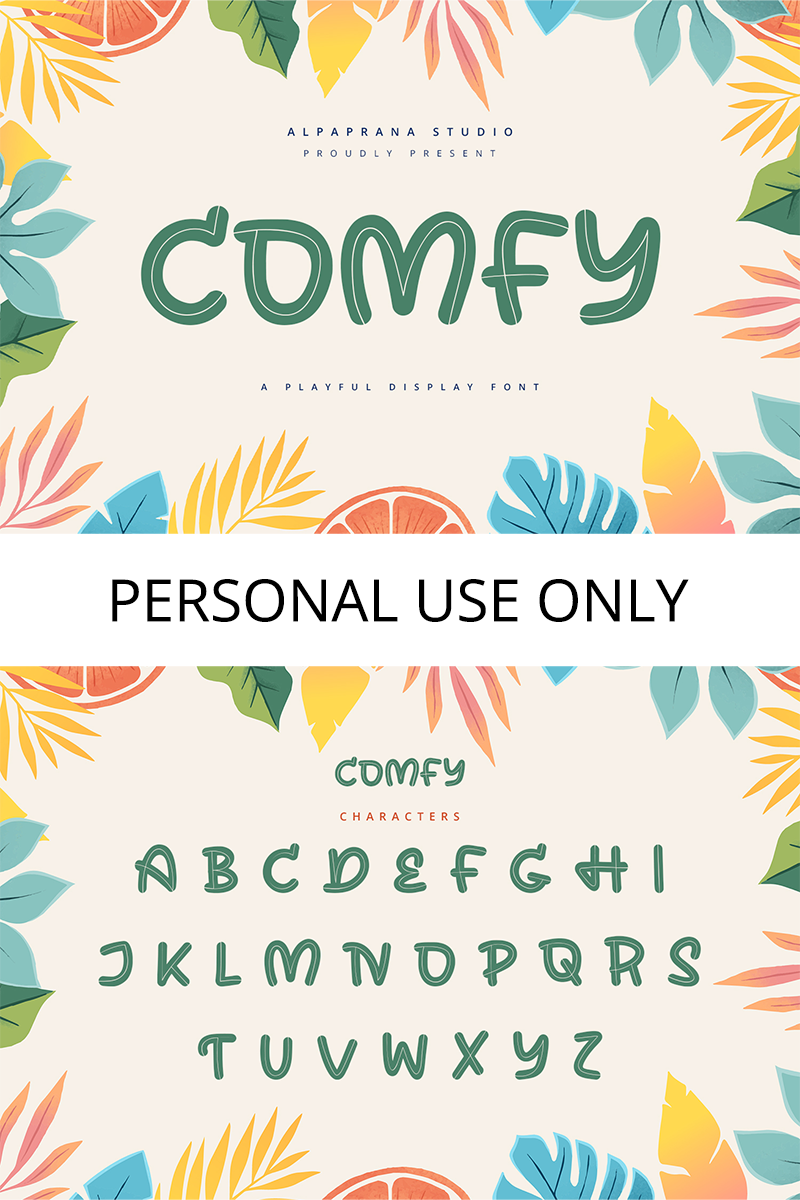 ALPAPRANA STUDIO
PROUDLY PRESENT
COMFY
A PLAYFUL DISPLAY FONT
PERSONAL USE ONLY
COMFY
CHARACTERS
A B C D E F G H I
J K L M N O P Q R S
T U V W X Y Z